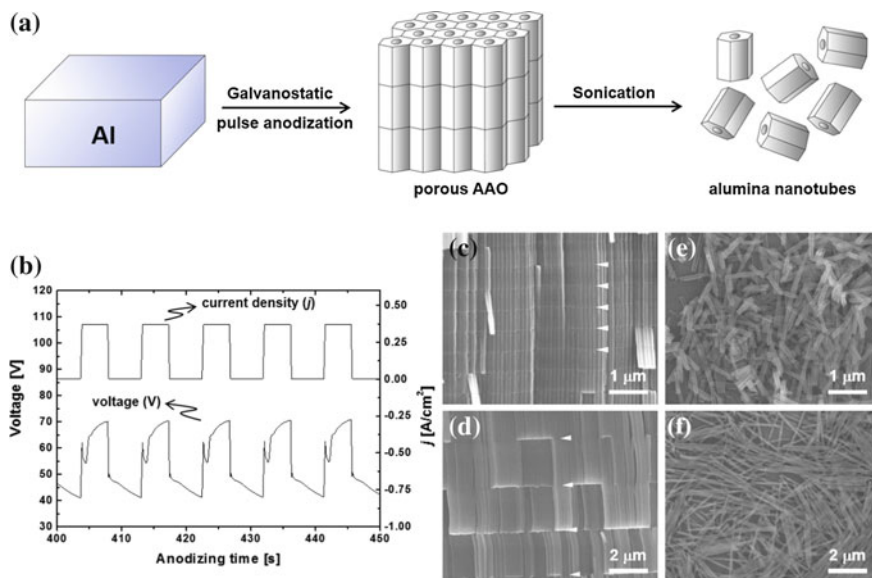 (a)
Al
Galvanostatic
pulse anodization
porous AAO
Sonication
alumina nanotubes
(b)
Voltage [V]
120
110
100
90
80
70
60
50
40
30
current density (j)
voltage (V)
0.50
0.25
0.00
-0.25
-0.50
-0.75
-1.00
j [A/cm²]
400
410
420
430
440
450
Anodizing time [s]
(c)
1 μm
(e)
1 μm
(d)
2 μm
(f)
2 μm